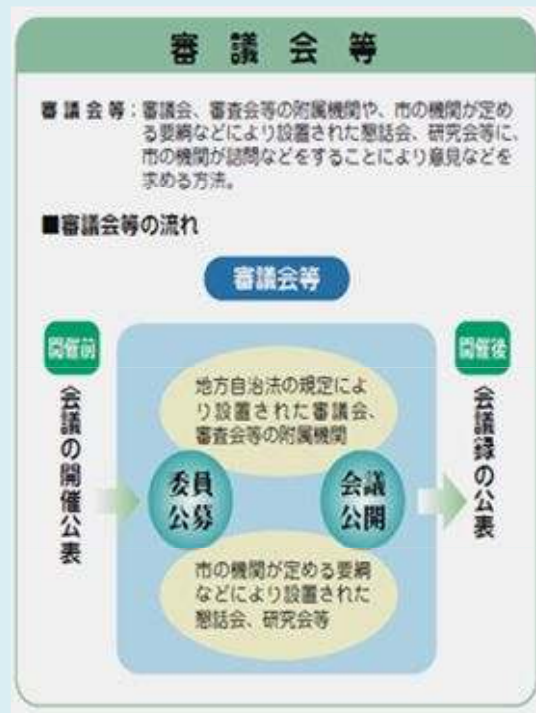 審議会等
審議会等：審議会、審査会等の附属機関や、市の機関が定め
る要綱などにより設置された懇話会、研究会等に、
市の機関が諮問などをすることにより意見などを
求める方法。
■審議会等の流れ
審議会等
開催前
会議の開催公表
地方自治法の規定によ
り設置された審議会、
審査会等の附属機関
委員
公募
会議
公開
市の機関が定める要綱
などにより設置された
懇話会、研究会等
開催後
会議録の公表